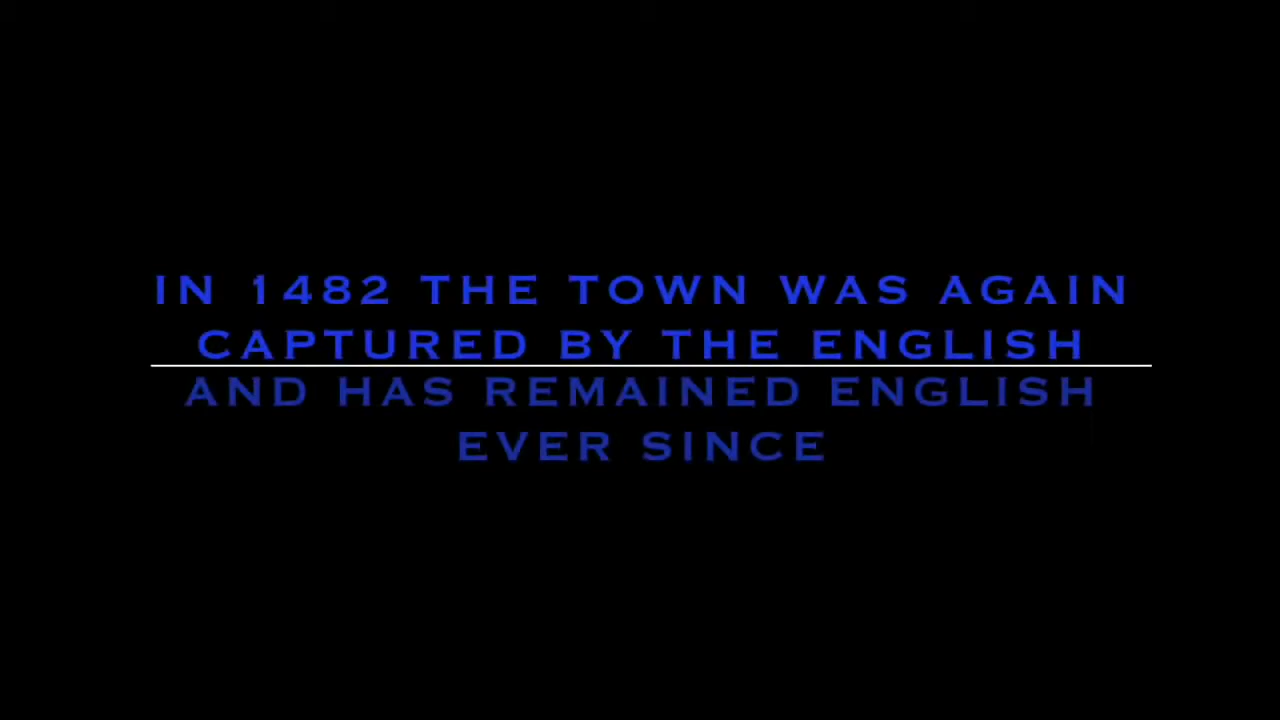 IN 1482 THE TOWN WAS AGAIN
CAPTURED BY THE ENGLISH
AND HAS REMAINED ENGLISH
EVER SINCE